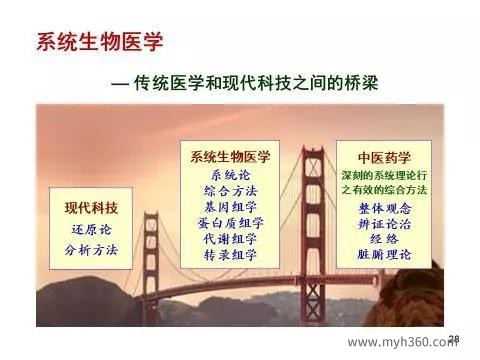 系统生物医学
— 传统医学和现代科技之间的桥梁
现代科技
还原论
分析方法
系统生物医学
系统论
综合方法
基因组学
蛋白质组学
代谢组学
转录组学
中医药学
深刻的系统理论行
之有效的综合方法
整体观念
辨证论治
经络
脏腑理论
28
www.myh360.com